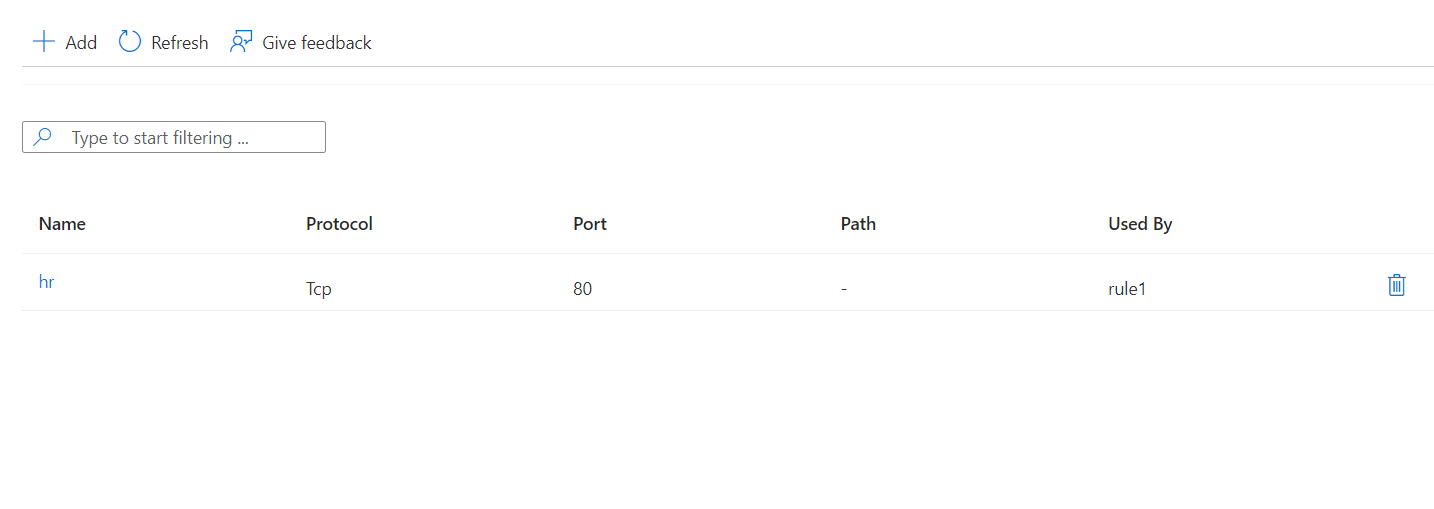 Add Refresh Give feedback
Type to start filtering ...
Name Protocol Port Path Used By
hr Tcp 80 - rule1